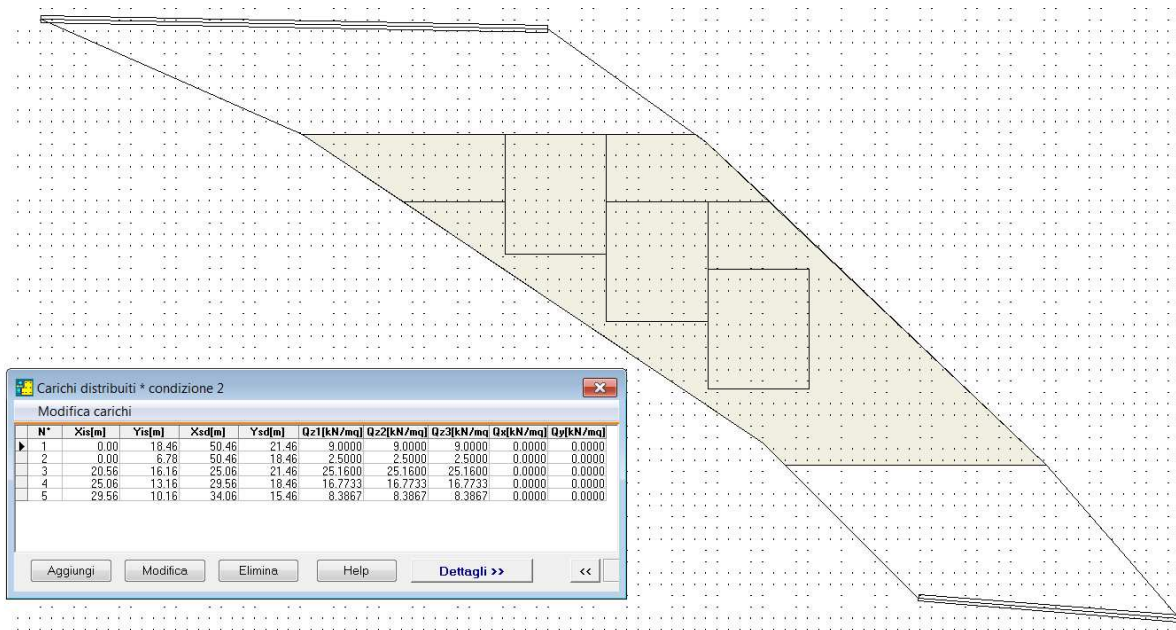 Carichi distribuiti * condizione 2
Modifica carichi
N° Xis[m] Yis[m] Xsd[m] Ysd[m] Qz1[kN/mq] Qz2[kN/mq] Qz3[kN/mq Qx[kN/mq] Qy[kN/mq]
1 0.00 18.46 50.46 21.46 9.0000 9.0000 9.0000 0.0000 0.0000
2 0.00 6.78 50.46 18.46 2.5000 2.5000 2.5000 0.0000 0.0000
3 20.56 16.16 25.06 21.46 25.1600 25.1600 25.1600 0.0000 0.0000
4 25.06 13.16 29.56 18.46 16.7733 16.7733 16.7733 0.0000 0.0000
5 29.56 10.16 34.06 15.46 8.3867 8.3867 8.3867 0.0000 0.0000
Aggiungi Modifica Elimina Help Dettagli >> <<